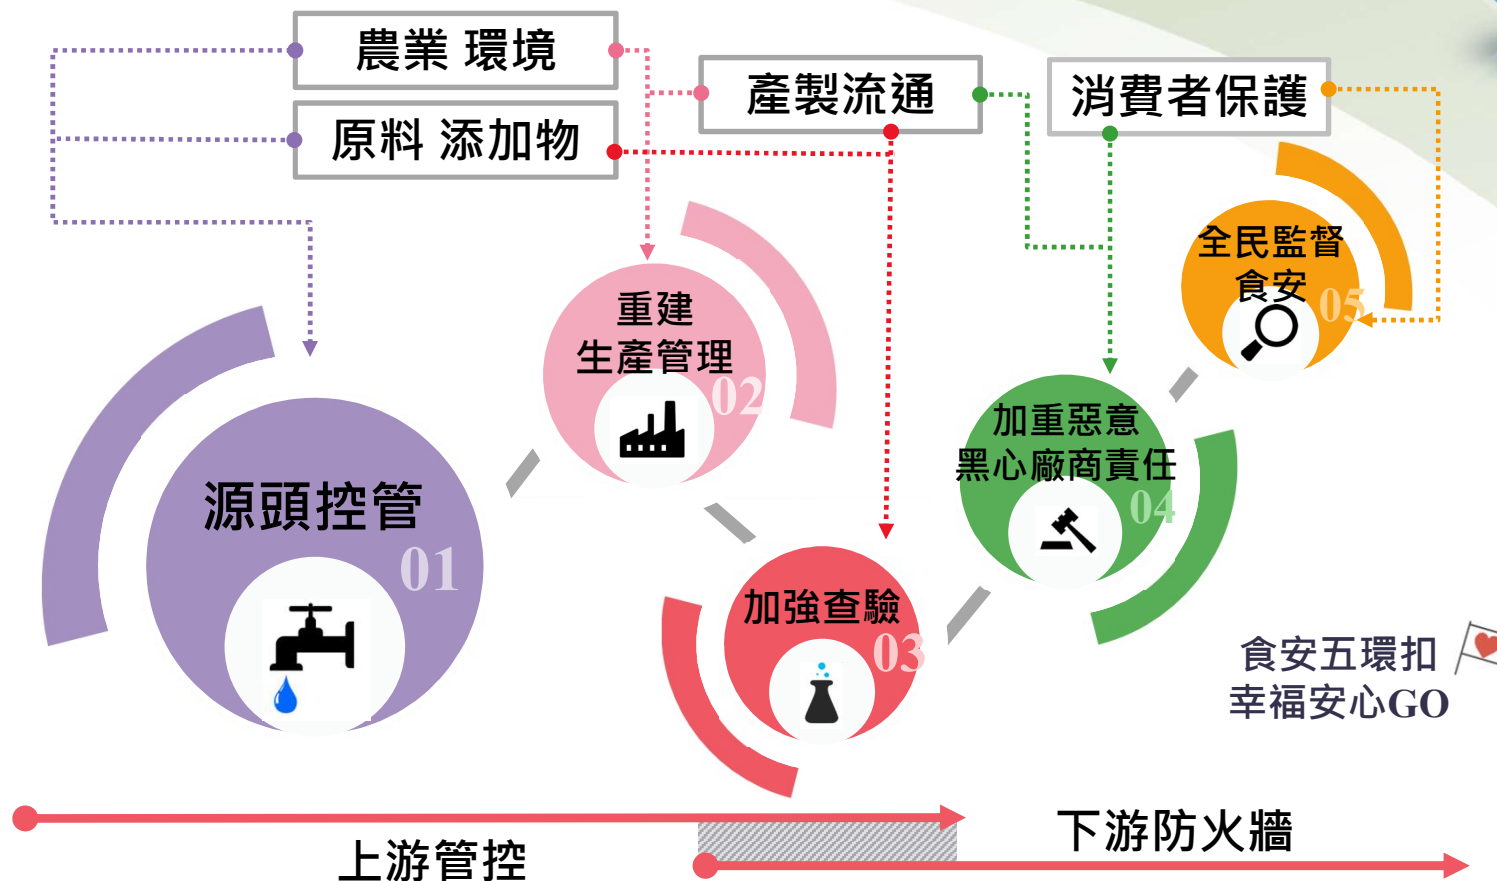 農業 環境
原料 添加物
產製流通
消費者保護
源頭控管
01
重建
生產管理
02
加強查驗
03
加重惡意
黑心廠商責任
04
全民監督
食安
05
食安五環扣
幸福安心GO
上游管控
下游防火牆